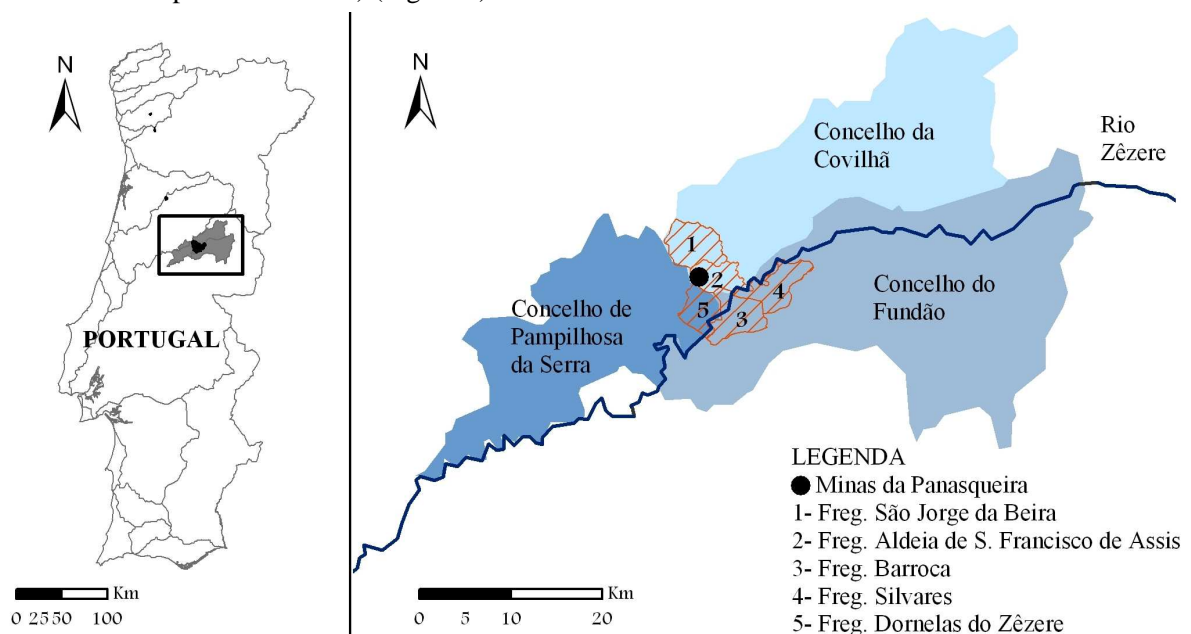 N
PORTUGAL
Km
0 25 50 100
N
Concelho da
Covilhã
Rio
Zêzere
1
2
4
5
3
Concelho do
Fundão
Concelho de
Pampilhosa
da Serra
LEGENDA
Minas da Panasqueira
1- Freg. São Jorge da Beira
2- Freg. Aldeia de S. Francisco de Assis
3- Freg. Barroca
4- Freg. Silvares
5- Freg. Dornelas do Zêzere
Km
0 5 10 20